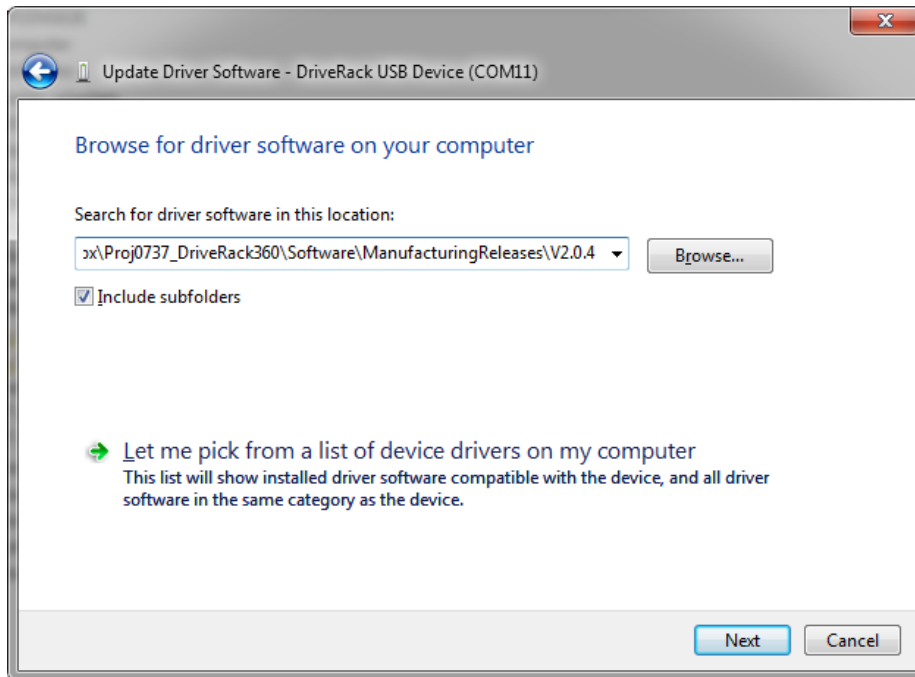 Update Driver Software - DriveRack USB Device (COM11)
Browse for driver software on your computer
Search for driver software in this location:
ox\Proj0737_DriveRack360\Software\ManufacturingReleases\V2.0.4
Browse...
Include subfolders
Let me pick from a list of device drivers on my computer
This list will show installed driver software compatible with the device, and all driver
software in the same category as the device.
Next
Cancel